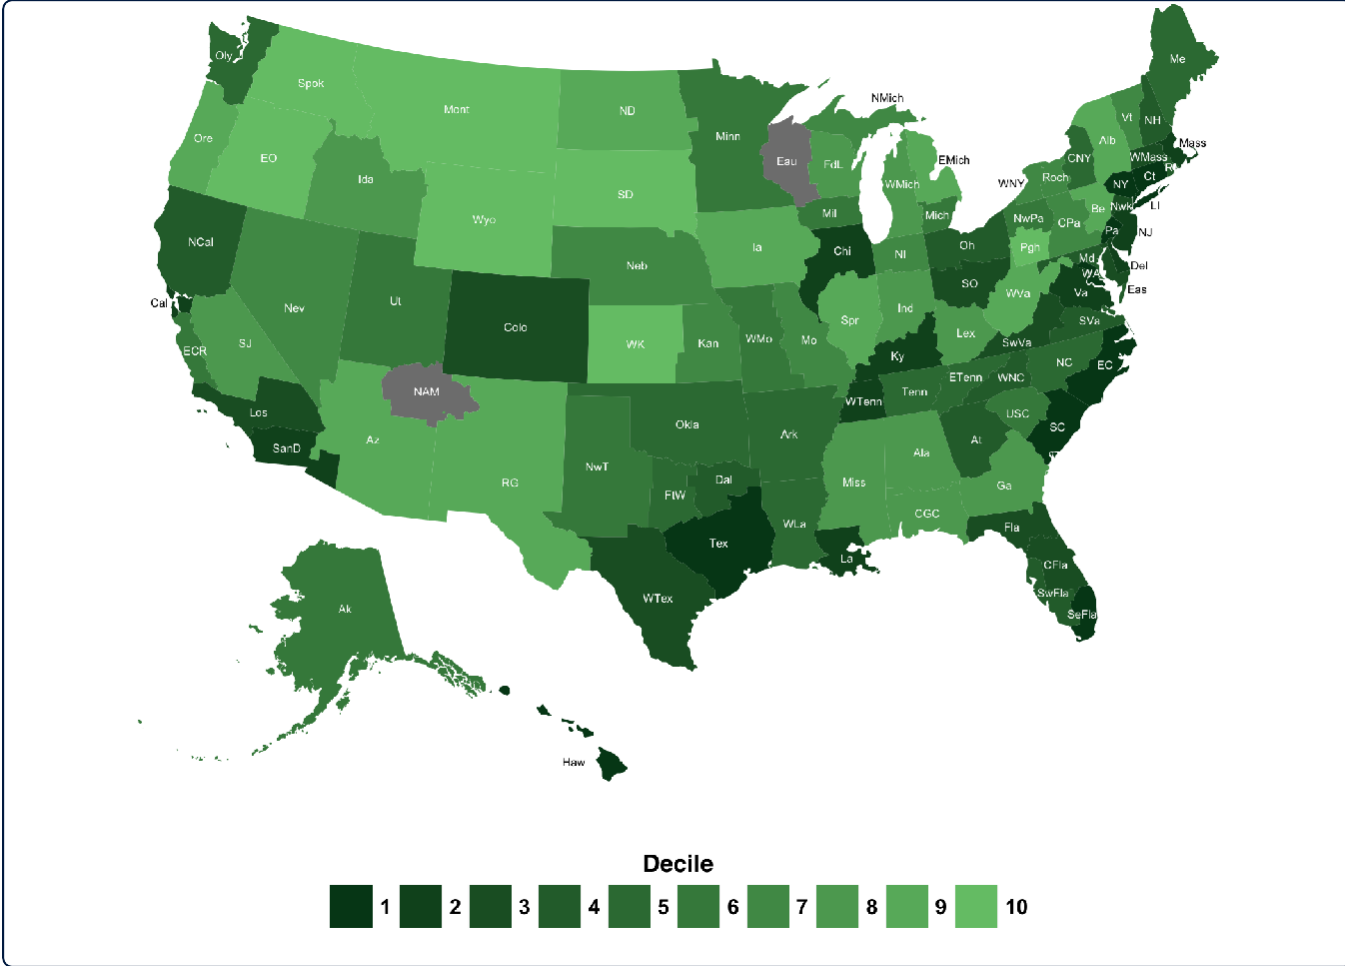 Me
Oly
Spok
NMich
Mont
ND
Vt
NH
Minn
Ore
Alb
Mass
EO
CNY
WMass
Eau
FdL
EMich
Ida
WMich
Roch
WNY
Ct
NY
SD
Be
Nwk
LI
Wyo
Mil
Mich
NwPa
CPa
Pa
NJ
NCal
Ia
Chi
Oh
Pgh
NI
Md
Del
Neb
WA
SO
Eas
WVa
Va
Cal
Ut
Nev
Ind
Spr
SVa
Colo
Lex
SJ
WK
Kan
WMo
Mo
SwVa
ECR
Ky
NC
EC
ETenn
WNC
NAM
Tenn
WTenn
Los
USC
Okla
SC
Ark
At
Az
SanD
Ala
NwT
Dal
RG
Miss
Ga
FtW
CGC
WLa
Fla
Tex
La
CFla
SwFla
WTex
Ak
SeFla
Haw
Decile
1 2 3 4 5 6 7 8 9 10